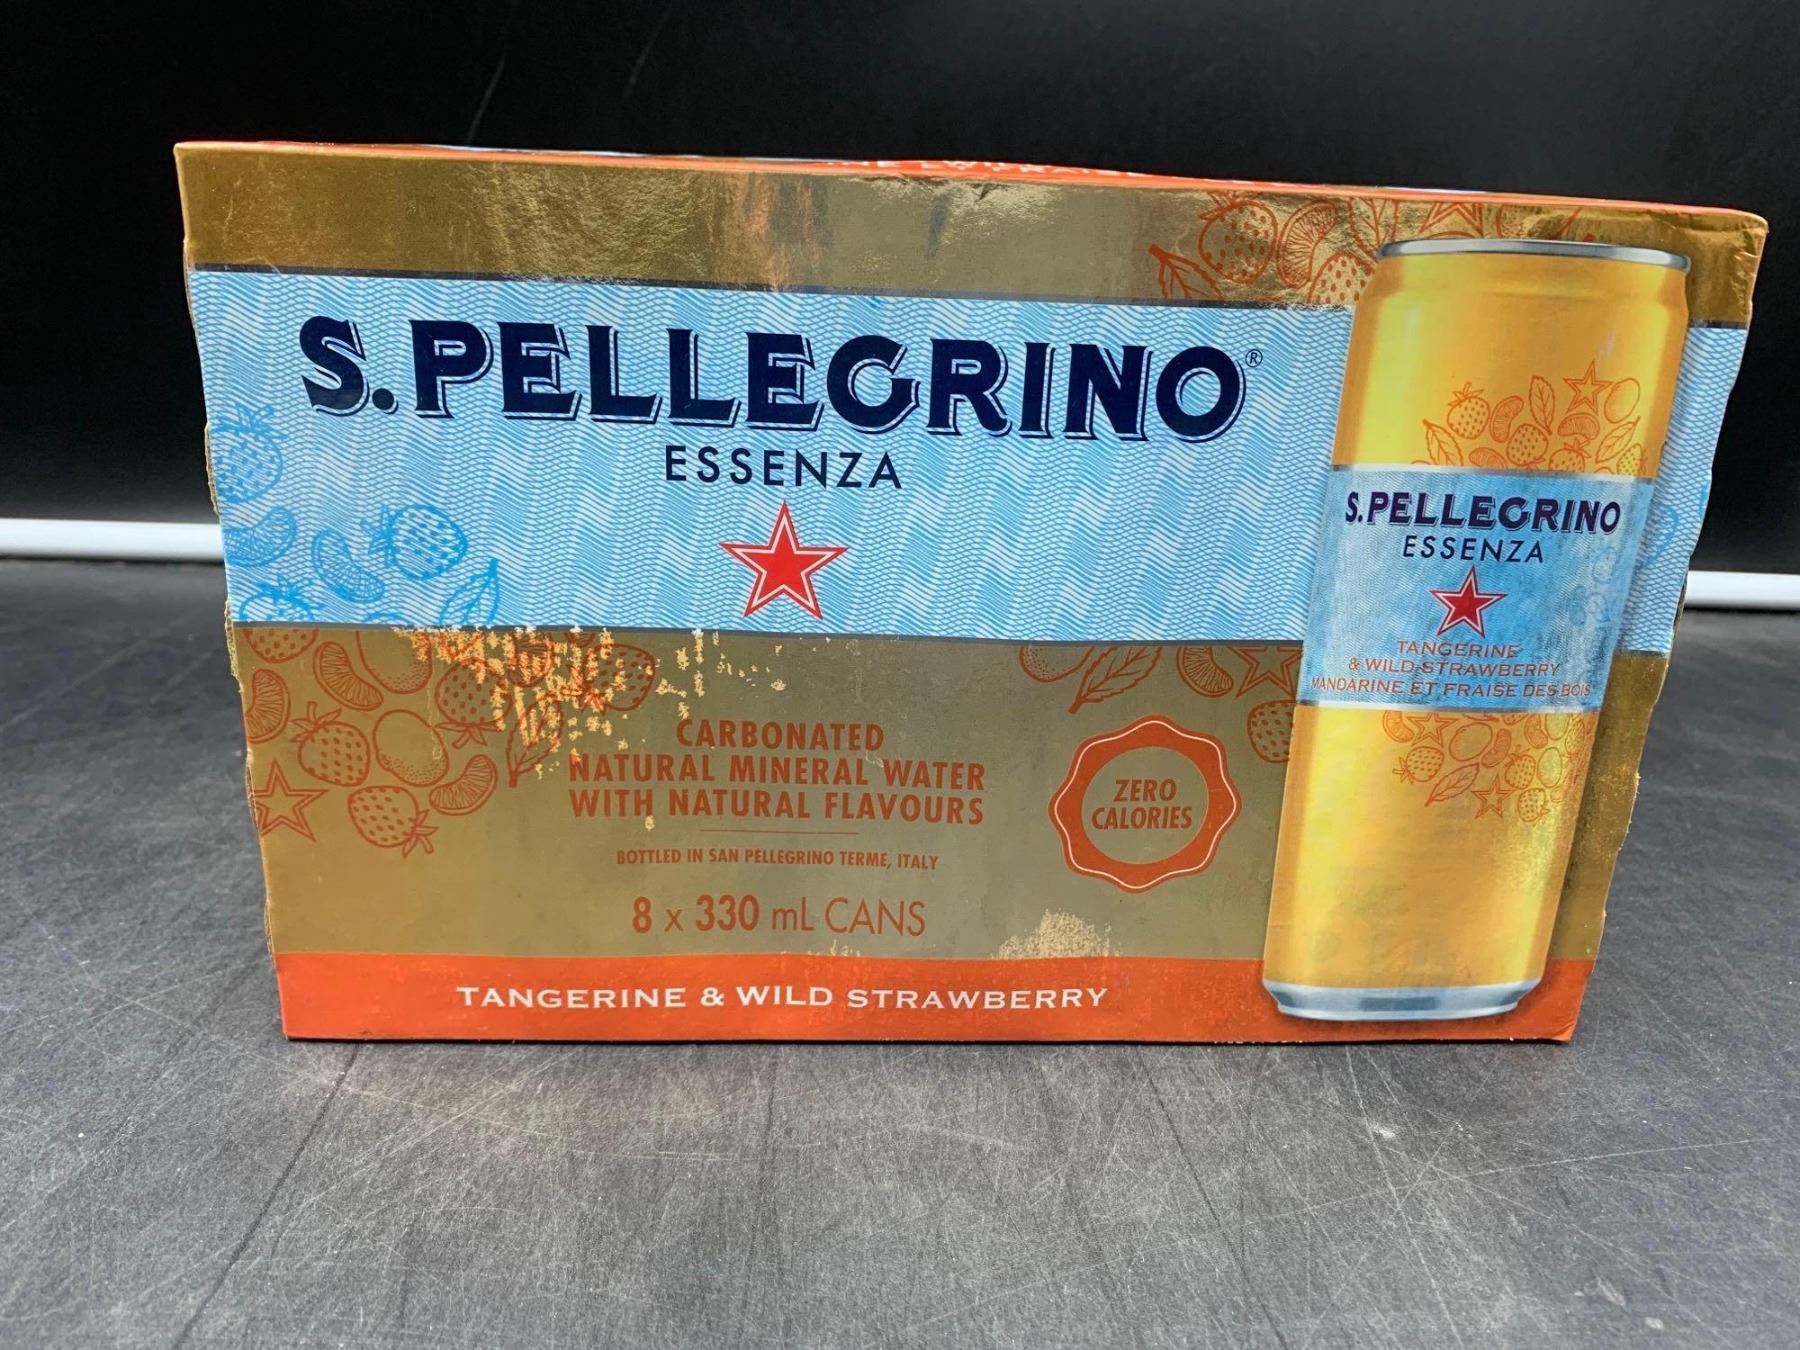 S.PELLEGRINO®
ESSENZA
CARBONATED
NATURAL MINERAL WATER
WITH NATURAL FLAVOURS
BOTTLED IN SAN PELLEGRINO TERME, ITALY
8 x 330 mL CANS
ZERO
CALORIES
TANGERINE & WILD STRAWBERRY
S.PELLEGRINO
ESSENZA
TANGERINE
& WILD STRAWBERRY
MANDARINE ET FRAISE DES BOIS